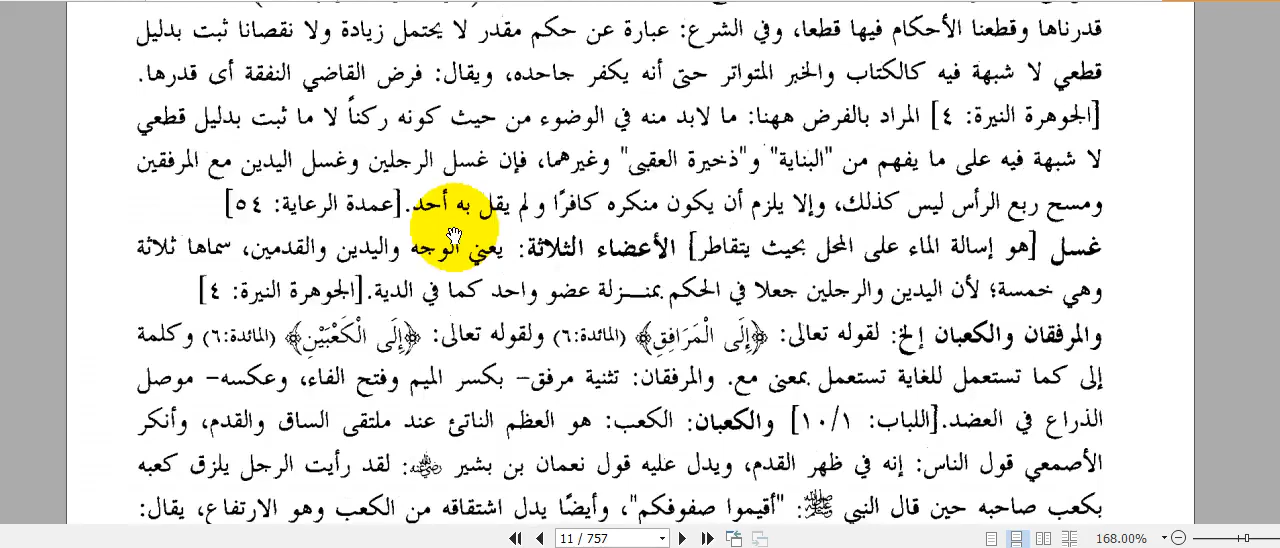 قدرناها وقطعنا الأحكام فيها قطعا، وفي الشرع: عبارة عن حكم مقدر لا يحتمل زيادة ولا نقصانا ثبت بدليل
قطعي لا شبهة فيه كالكتاب والخبر المتواتر حتى أنه يكفر جاحده، ويقال: فرض القاضي النفقة أى قدرها.
[الجوهرة النيرة: ٤] المراد بالفرض ههنا: ما لابد منه في الوضوء من حيث كونه ركناً لا ما ثبت بدليل قطعي
لا شبهة فيه على ما يفهم من "البناية" و"ذخيرة العقبى" وغيرهما، فإن غسل الرجلين وغسل اليدين مع المرفقين
ومسح ربع الرأس ليس كذلك، وإلا يلزم أن يكون منكره كافرًا و لم يقل به أحد.[عمدة الرعاية: ٥٤]
غسل [هو إسالة الماء على المحل بحيث يتقاطر] الأعضاء الثلاثة: يعني الوجه واليدين والقدمين، سماها ثلاثة
وهي خمسة؛ لأن اليدين والرجلين جعلا في الحكم بمنـزلة عضو واحد كما في الدية.[الجوهرة النيرة: ٤]
والمرفقان والكعبان إلخ: لقوله تعالى: ﴿إِلَى الْمَرَافِقِ﴾ (المائدة:٦) ولقوله تعالى: ﴿إِلَى الْكَعْبَيْنِ﴾ (المائدة:٦) وكلمة
إلى كما تستعمل للغاية تستعمل بمعنى مع. والمرفقان: تثنية مرفق- بكسر الميم وفتح الفاء، وعكسه- موصل
الذراع في العضد.[اللباب: ١٠/١] والكعبان: الكعب: هو العظم الناتئ عند ملتقى الساق والقدم، وأنكر
الأصمعي قول الناس: إنه في ظهر القدم، ويدل عليه قول نعمان بن بشير ﷺ: لقد رأيت الرجل يلزق كعبه
بكعب صاحبه حين قال النبي ﷺ: "أقيموا صفوفكم"، وأيضًا يدل اشتقاقه من الكعب وهو الارتفاع، يقال:
11 / 757
168.00%